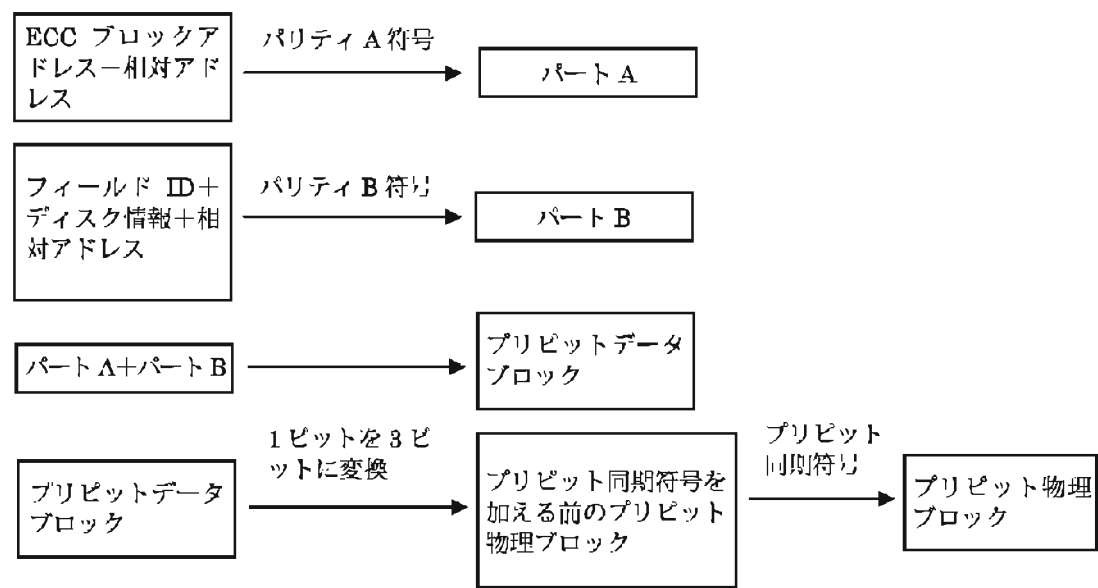 ECC ブロックア
ドレス－相対アド
レス
パリティ A 符号
パート A
フィールド ID＋
ディスク情報＋相
対アドレス
パリティ B 符号
パート B
パート A＋パート B
プリピットデータ
ブロック
プリピットデータ
ブロック
1 ビットを 3 ビ
ットに変換
プリピット同期符号を
加える前のプリピット
物理ブロック
プリピット
同期符号
プリピット物理
ブロック